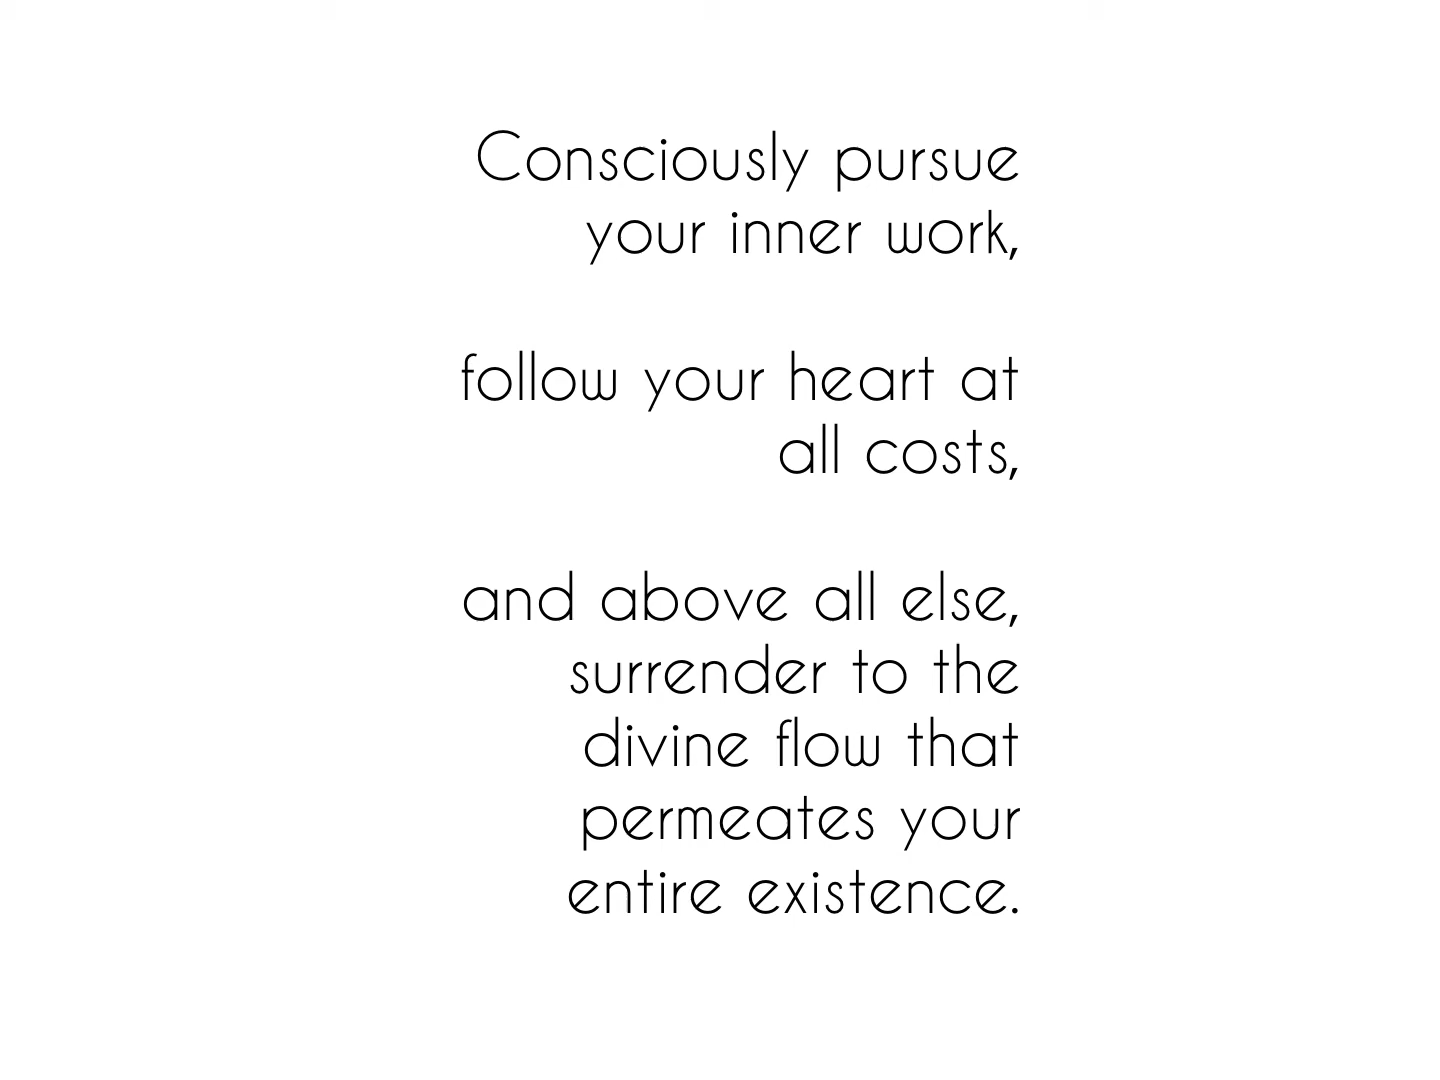 Consciously pursue
your inner work,
follow your heart at
all costs,
and above all else,
surrender to the
divine flow that
permeates your
entire existence.